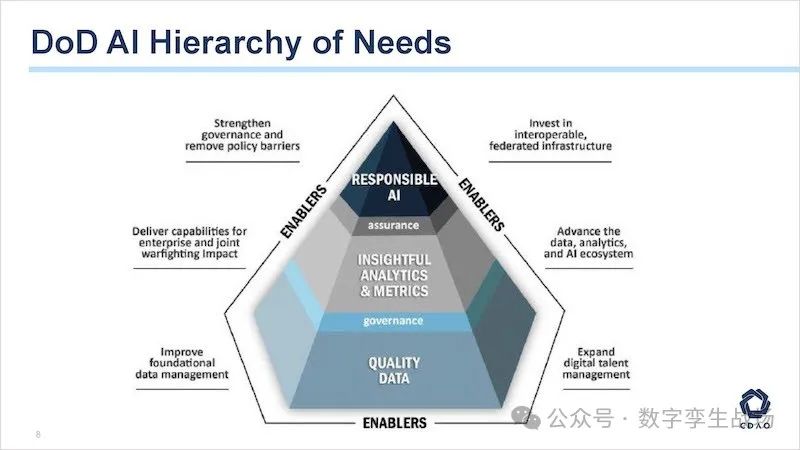 DoD AI Hierarchy of Needs
Strengthen
governance and
remove policy barriers
Invest in
interoperable,
federated infrastructure
ENABLERS
RESPONSIBLE
AI
ENABLERS
assurance
Deliver capabilities for
enterprise and joint
warfighting impact
INSIGHTFUL
ANALYTICS
& METRICS
Advance the
data, analytics,
and AI ecosystem
governance
Improve
foundational
data management
QUALITY
DATA
Expand
digital talent
management
ENABLERS
公众号 · 数字孪生战场
CDAO
8